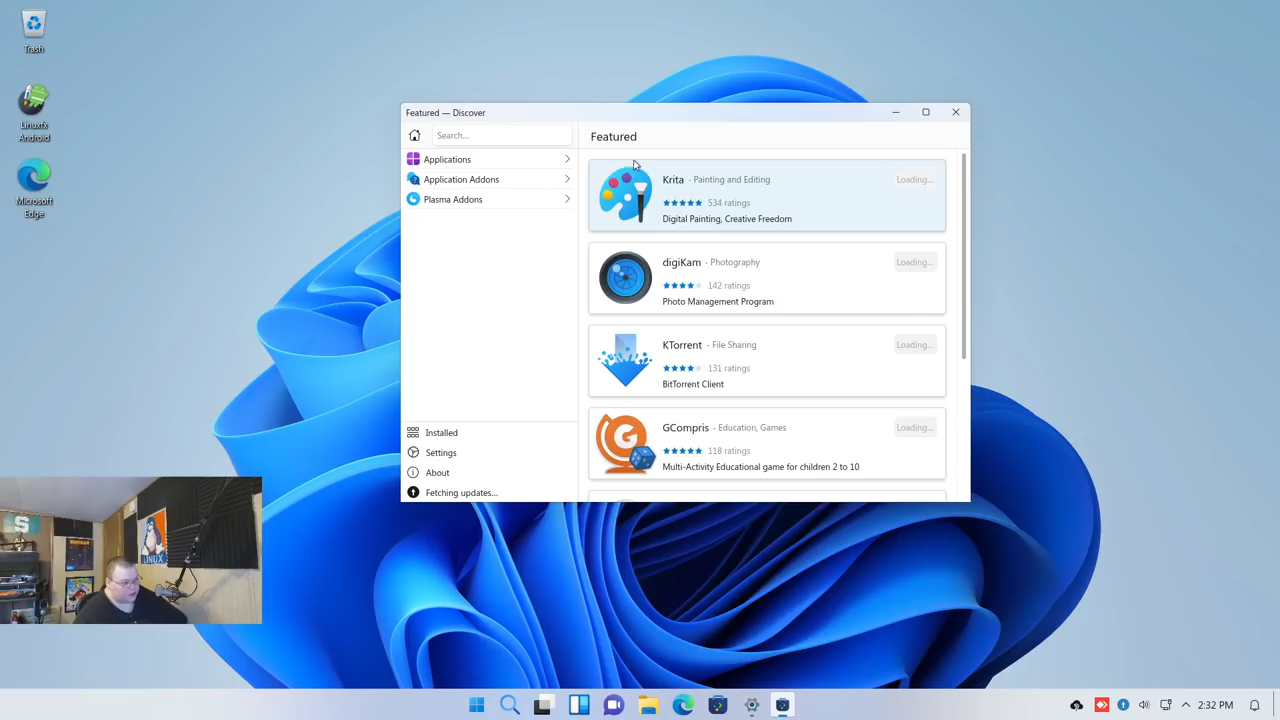 Trash
Linuxfx
Android
Microsoft
Edge
Featured — Discover
Search...
Applications
Application Addons
Plasma Addons
Installed
Settings
About
Fetching updates...
Featured
Krita - Painting and Editing
Loading...
534 ratings
Digital Painting, Creative Freedom
digiKam - Photography
Loading...
142 ratings
Photo Management Program
KTorrent - File Sharing
Loading...
131 ratings
BitTorrent Client
GCompris - Education, Games
Loading...
118 ratings
Multi-Activity Educational game for children 2 to 10
LINUX
2:32 PM